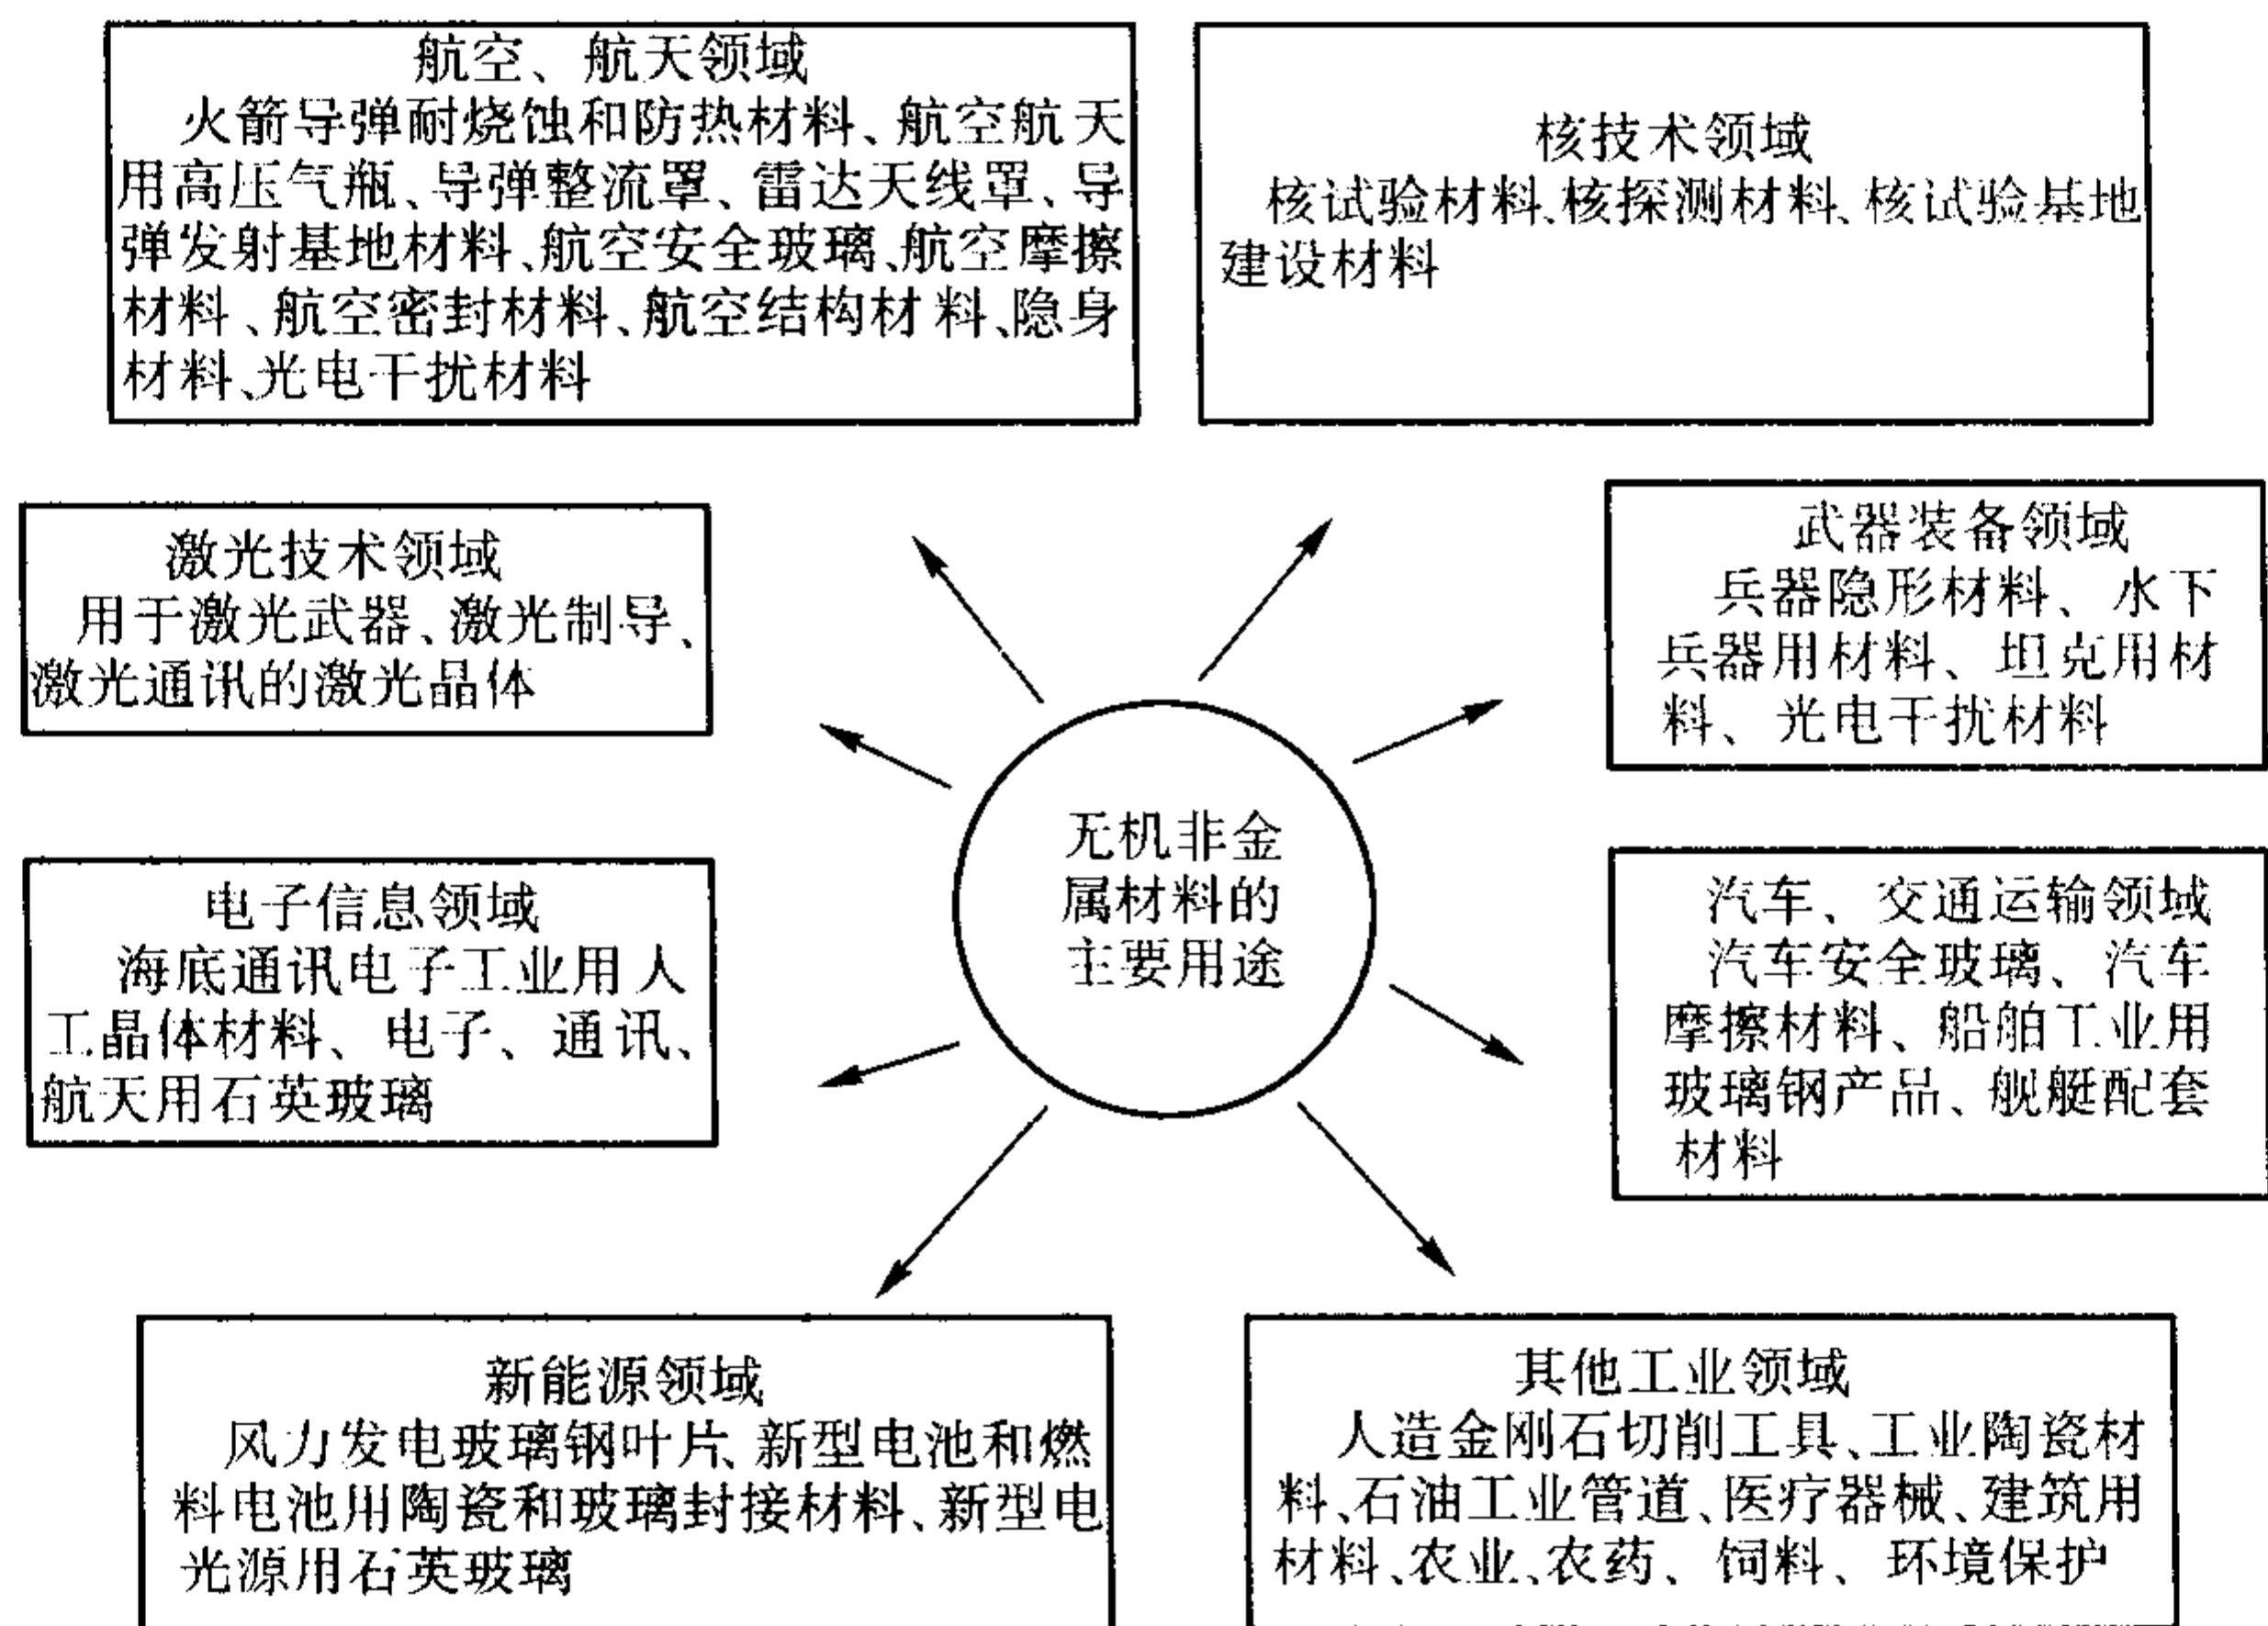 航空、航天领域
火箭导弹耐烧蚀和防热材料、航空航天
用高压气瓶、导弹整流罩、雷达天线罩、导
弹发射基地材料、航空安全玻璃、航空摩擦
材料、航空密封材料、航空结构材料、隐身
材料、光电干扰材料
核技术领域
核试验材料、核探测材料、核试验基地
建设材料
激光技术领域
用于激光武器、激光制导、
激光通讯的激光晶体
武器装备领域
兵器隐形材料、水下
兵器用材料、坦克用材
料、光电干扰材料
无机非金
属材料的
主要用途
电子信息领域
海底通讯电子工业用人
工晶体材料、电子、通讯、
航天用石英玻璃
汽车、交通运输领域
汽车安全玻璃、汽车
摩擦材料、船舶工业用
玻璃钢产品、舰艇配套
材料
新能源领域
风力发电玻璃钢叶片、新型电池和燃
料电池用陶瓷和玻璃封接材料、新型电
光源用石英玻璃
其他工业领域
人造金刚石切削工具、工业陶瓷材
料、石油工业管道、医疗器械、建筑用
材料、农业、农药、饲料、环境保护